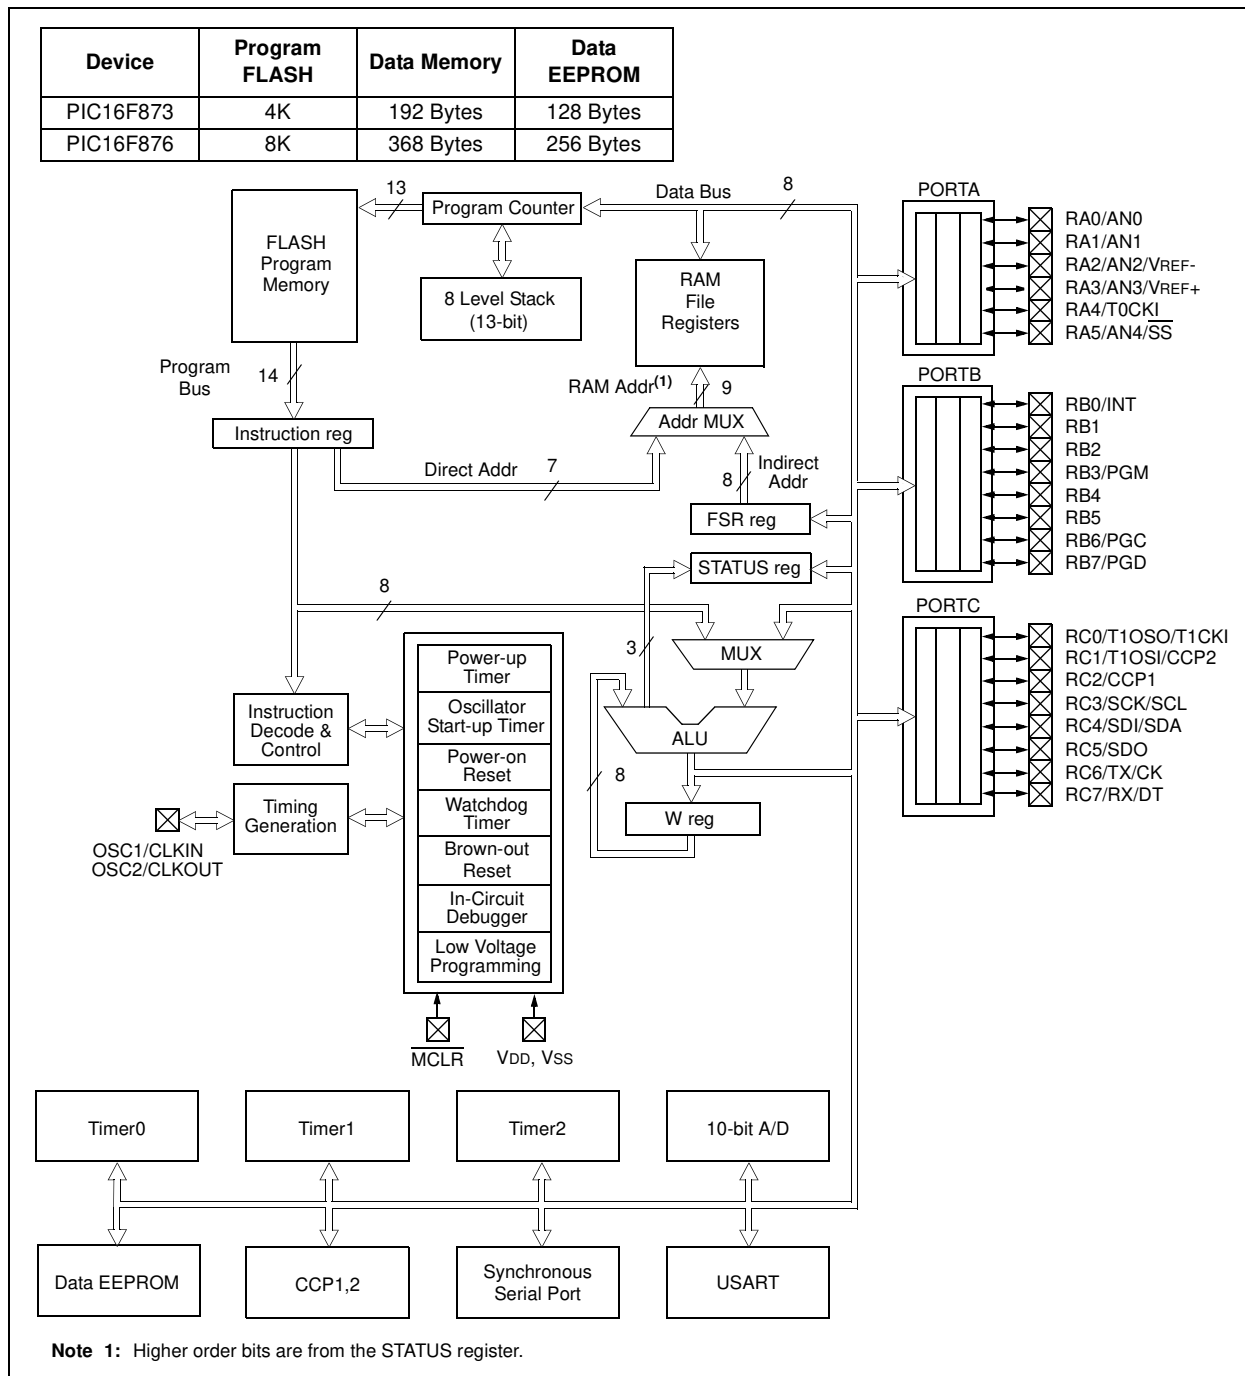 Device Program FLASH Data Memory Data EEPROM
PIC16F873 4K 192 Bytes 128 Bytes
PIC16F876 8K 368 Bytes 256 Bytes
FLASH
Program
Memory
13
Program Counter
Data Bus
8
8 Level Stack
(13-bit)
RAM
File
Registers
PORTA
RA0/AN0
RA1/AN1
RA2/AN2/VREF-
RA3/AN3/VREF+
RA4/T0CKI
RA5/AN4/SS
Program
Bus
14
RAM Addr(1)
9
Addr MUX
Instruction reg
Direct Addr
7
8
Indirect
Addr
FSR reg
PORTB
RB0/INT
RB1
RB2
RB3/PGM
RB4
RB5
RB6/PGC
RB7/PGD
STATUS reg
8
3
MUX
ALU
8
W reg
PORTC
RC0/T1OSO/T1CKI
RC1/T1OSI/CCP2
RC2/CCP1
RC3/SCK/SCL
RC4/SDI/SDA
RC5/SDO
RC6/TX/CK
RC7/RX/DT
Instruction
Decode &
Control
Timing
Generation
OSC1/CLKIN
OSC2/CLKOUT
Power-up
Timer
Oscillator
Start-up Timer
Power-on
Reset
Watchdog
Timer
Brown-out
Reset
In-Circuit
Debugger
Low Voltage
Programming
MCLR
VDD, VSS
Timer0
Timer1
Timer2
10-bit A/D
Data EEPROM
CCP1,2
Synchronous
Serial Port
USART
Note 1: Higher order bits are from the STATUS register.